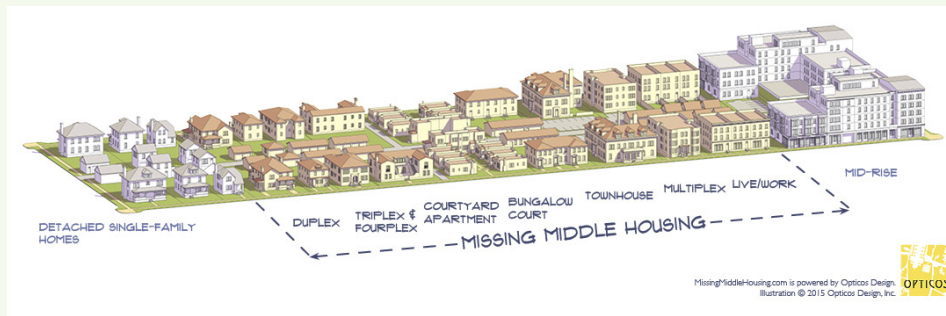 DETACHED SINGLE-FAMILY
HOMES
DUPLEX
TRIPLEX &
FOURPLEX
COURTYARD
APARTMENT
BUNGALOW
COURT
TOWNHOUSE
MULTIPLEX
LIVE/WORK
MID-RISE
MISSING MIDDLE HOUSING
MissingMiddleHousing.com is powered by Opticos Design.
Illustration © 2015 Opticos Design, Inc.
OPTICOS